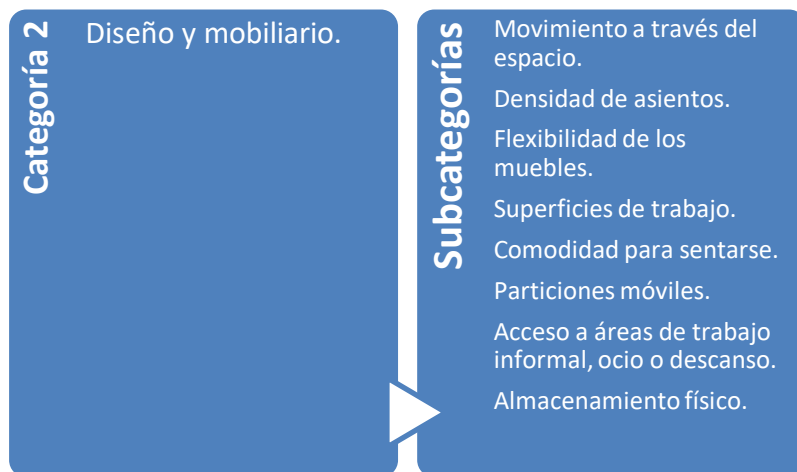 Categoría 2
Diseño y mobiliario.
Subcategorías
Movimiento a través del
espacio.
Densidad de asientos.
Flexibilidad de los
muebles.
Superficies de trabajo.
Comodidad para sentarse.
Particiones móviles.
Acceso a áreas de trabajo
informal, ocio o descanso.
Almacenamiento físico.